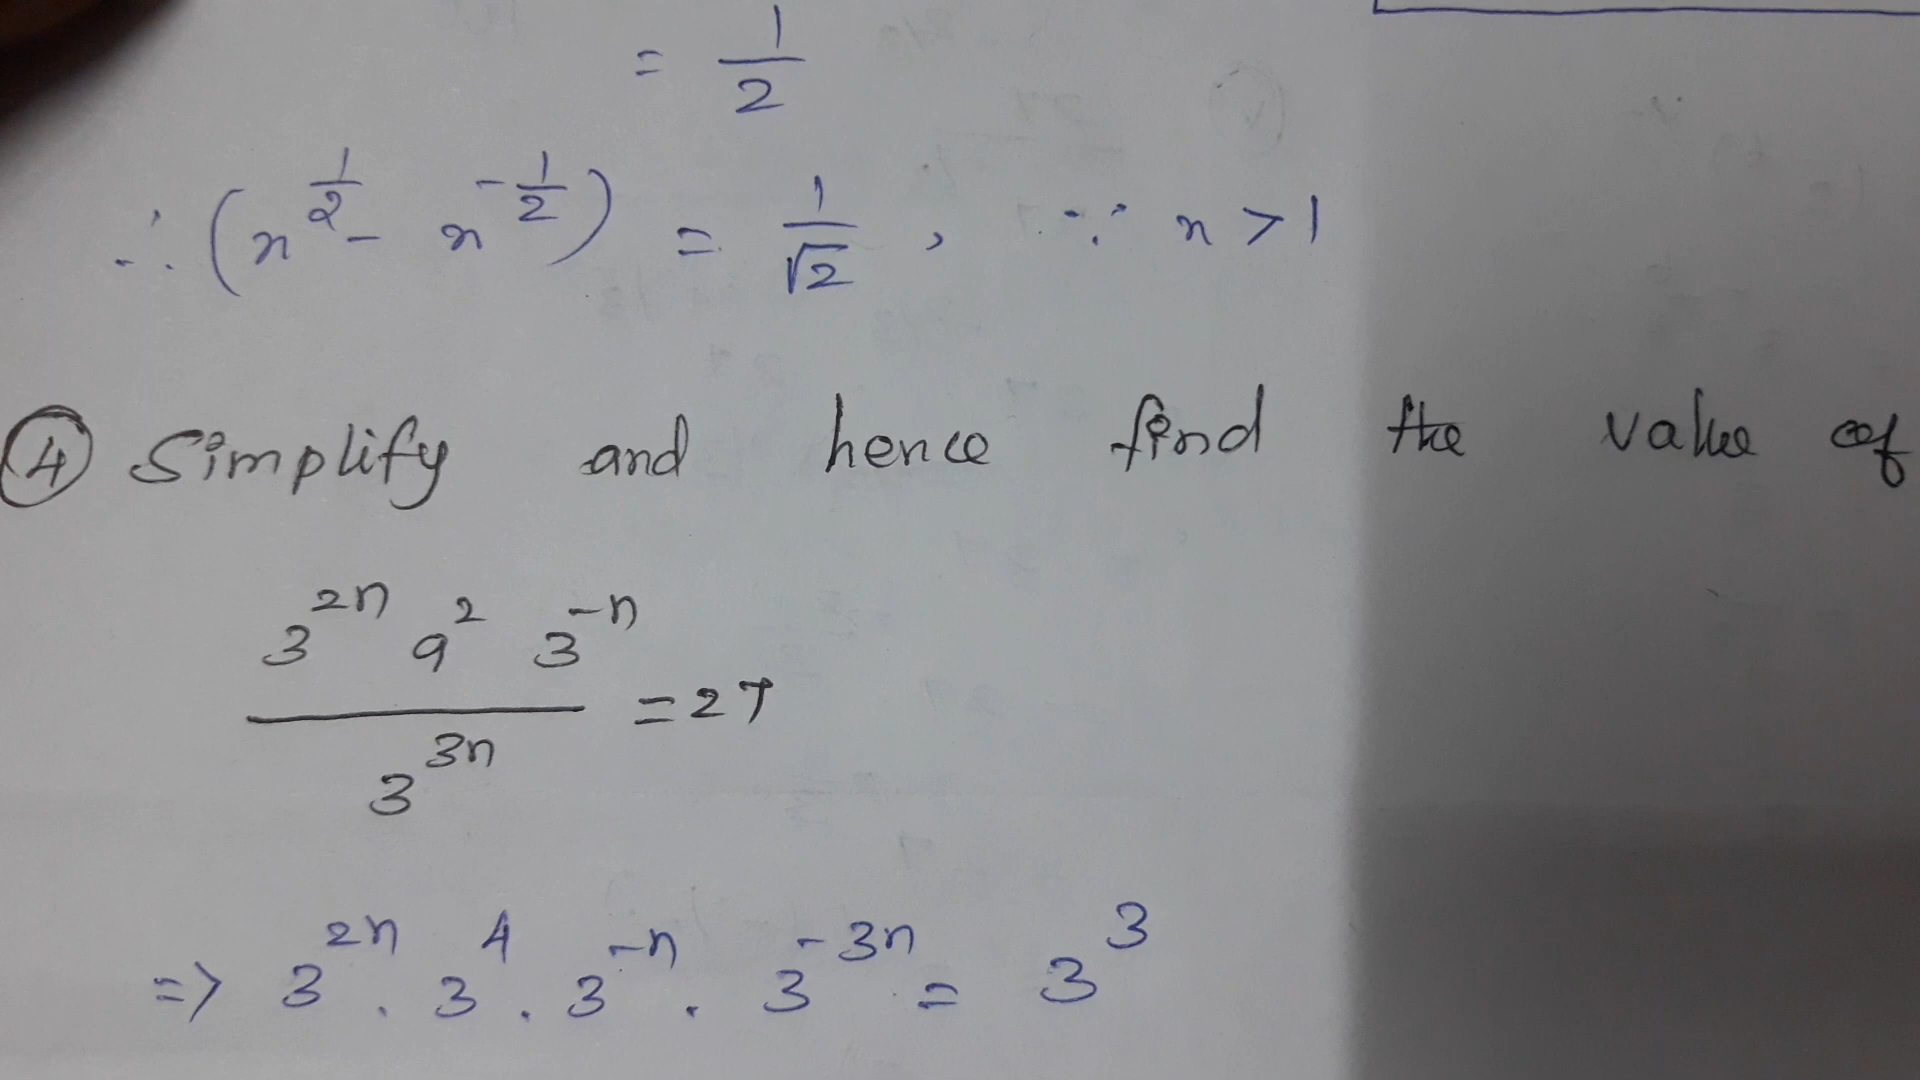 = 1/2
∴ (n^{1/2} - n^{-1/2}) = 1/√2 , ∵ n > 1
④ Simplify and hence find the value of
3^{2n} 9^2 3^{-n} / 3^{3n} = 27
=> 3^{2n} . 3^4 . 3^{-n} . 3^{-3n} = 3^3